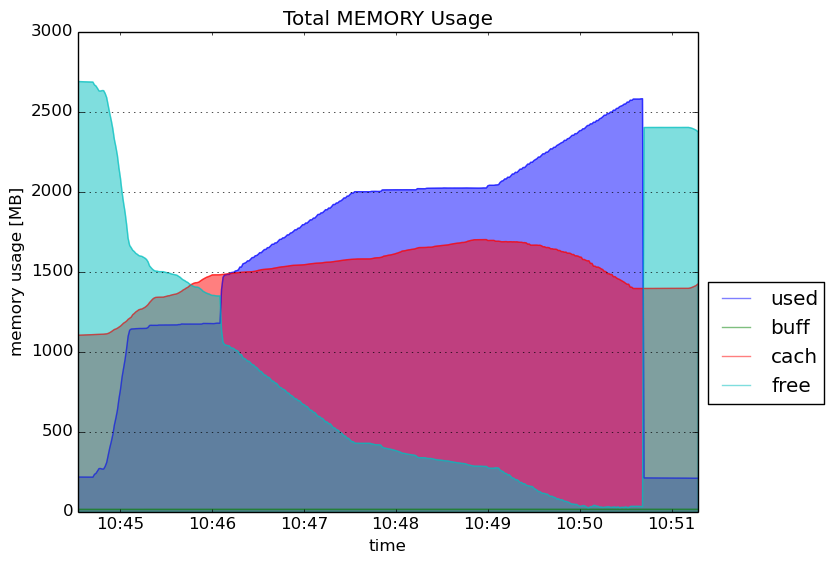 Total MEMORY Usage
3000
2500
2000
1500
1000
500
0
memory usage [MB]
10:45 10:46 10:47 10:48 10:49 10:50 10:51
time
used
buff
cach
free